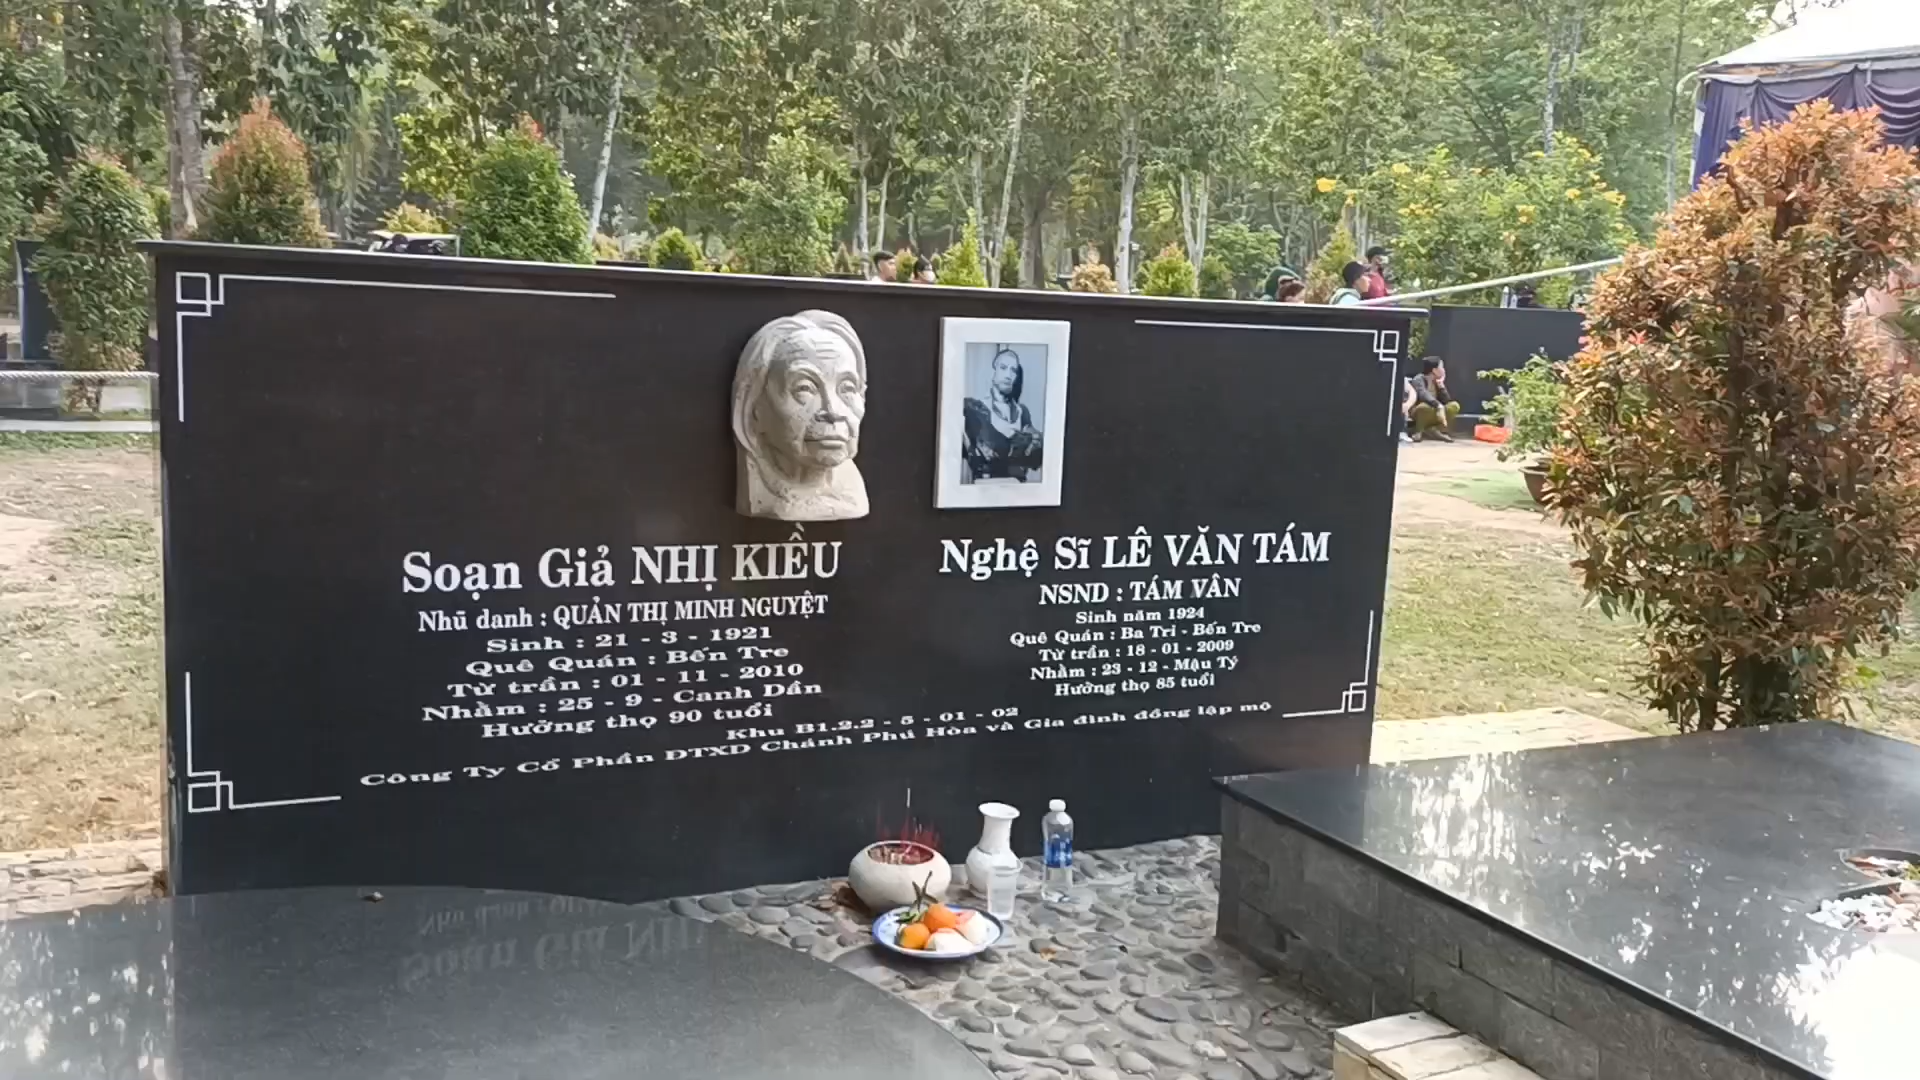 Soạn Giả NHỊ KIỀU
Nhũ danh : QUẢN THỊ MINH NGUYỆT
Sinh : 21 - 3 - 1921
Quê Quán : Bến Tre
Từ trần : 01 - 11 - 2010
Nhằm : 25 - 9 - Canh Dần
Hưởng thọ 90 tuổi
Nghệ Sĩ LÊ VĂN TÁM
NSND : TÁM VÂN
Sinh năm 1924
Quê Quán : Ba Tri - Bến Tre
Từ trần : 18 - 01 - 2009
Nhằm : 23 - 12 - Mậu Tý
Hưởng thọ 85 tuổi
Khu B1.2.2 - 5 - 01 - 02
Công Ty Cổ Phần ĐTXD Chánh Phú Hòa và Gia đình đồng lập mộ